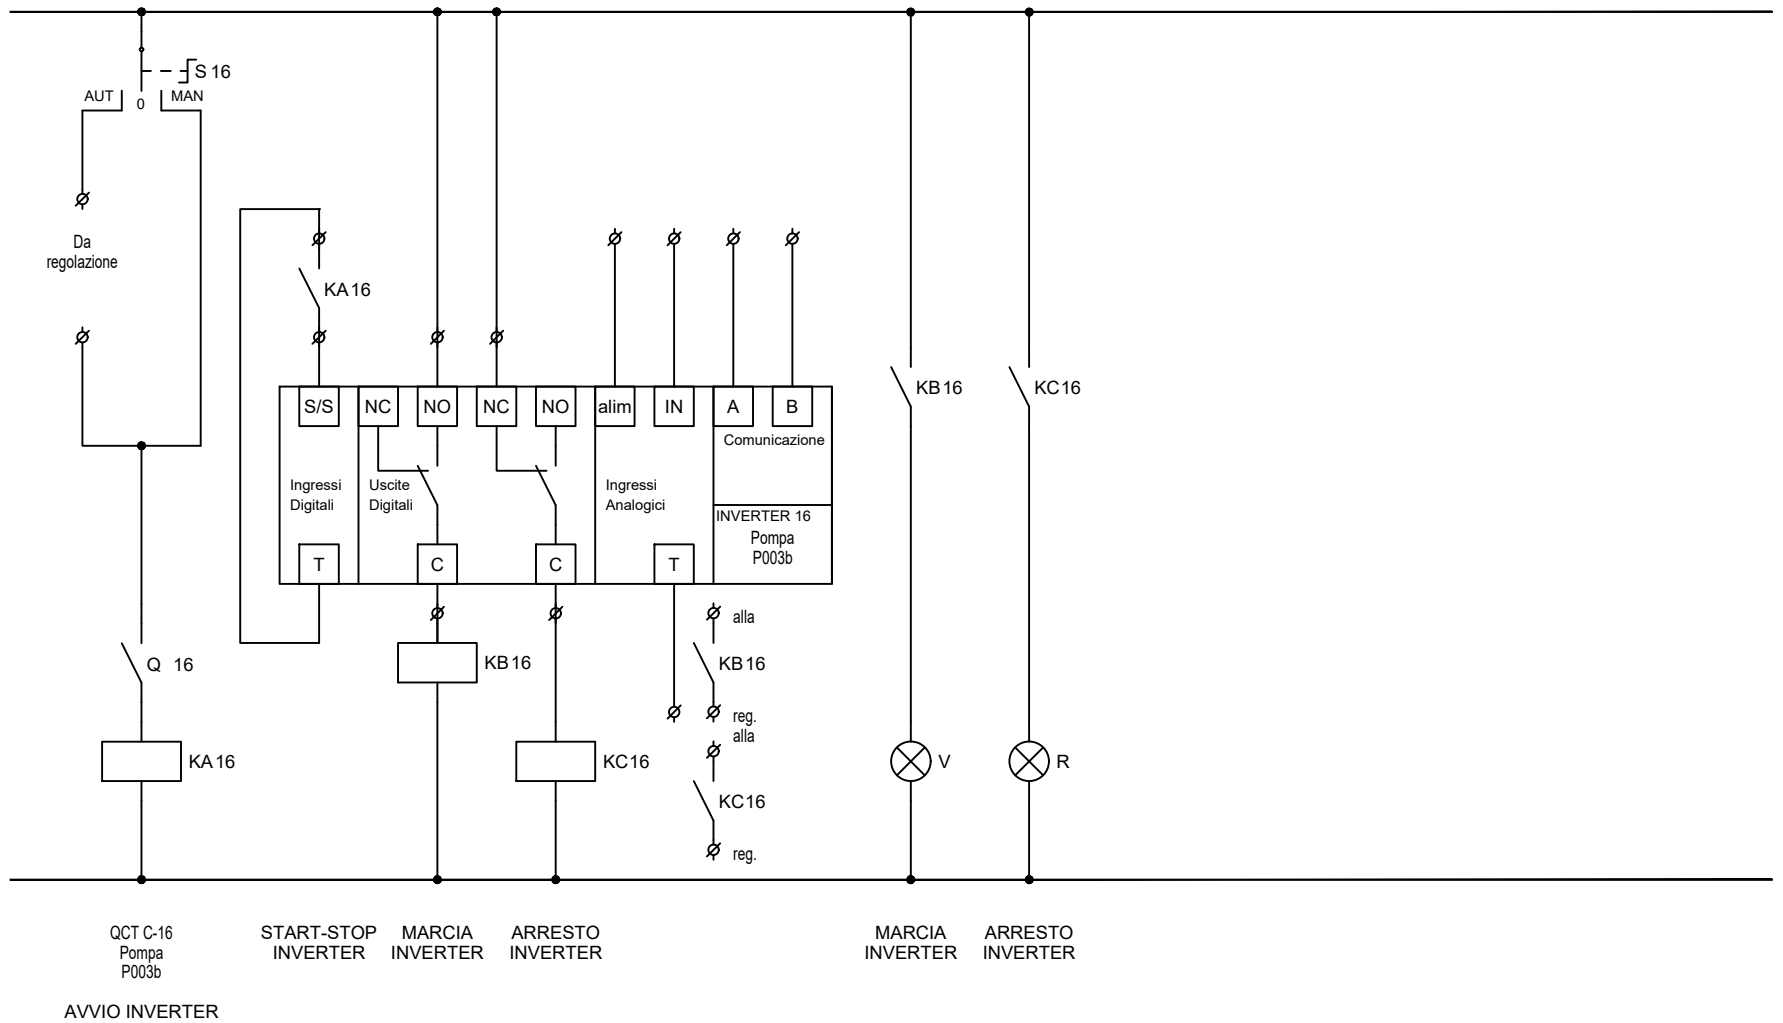 S 16
AUT 0 MAN
Da
regolazione
KA 16
KB 16
KC 16
S/S NC NO NC NO alim IN A B
Comunicazione
Ingressi
Digitali
Uscite
Digitali
Ingressi
Analogici
INVERTER 16
Pompa
P003b
T C C T
alla
Q 16
KB 16
KB 16
reg.
alla
KA 16
KC 16
V
R
KC 16
reg.
QCT C-16
Pompa
P003b
AVVIO INVERTER
START-STOP
INVERTER
MARCIA
INVERTER
ARRESTO
INVERTER
MARCIA
INVERTER
ARRESTO
INVERTER